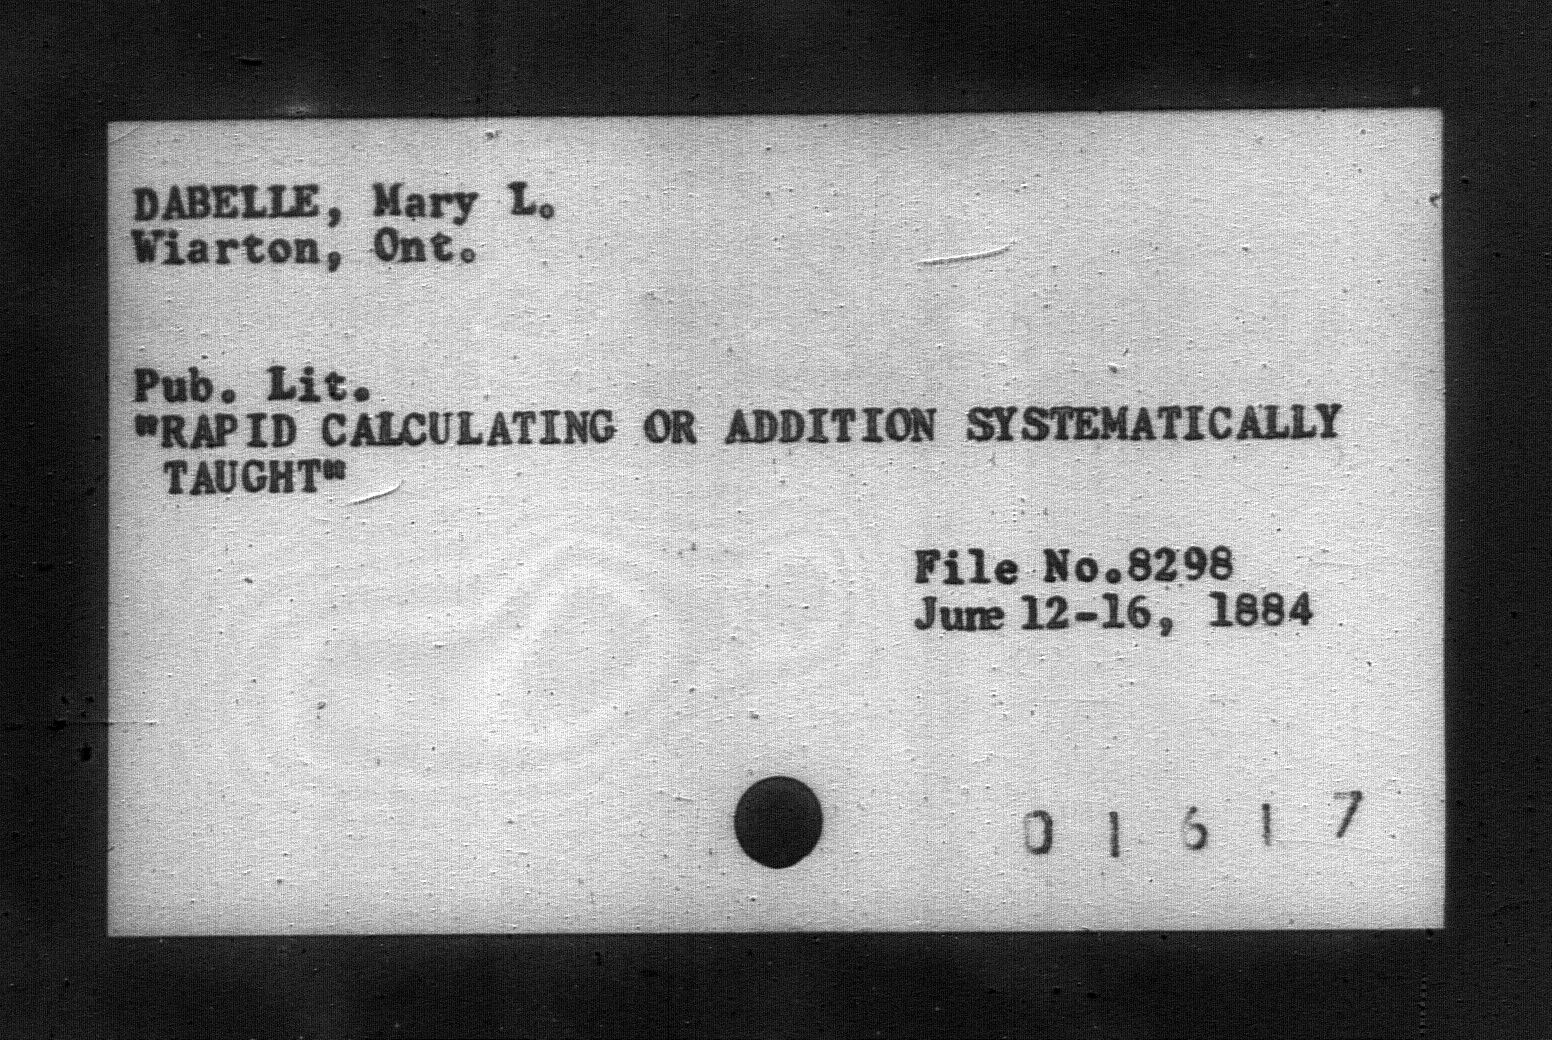 DABELLE, Mary L.
Wiarton, Ont.
Pub. Lit.
"RAPID CALCULATING OR ADDITION SYSTEMATICALLY
TAUGHT"
File No.8298
June 12-16, 1884
01617